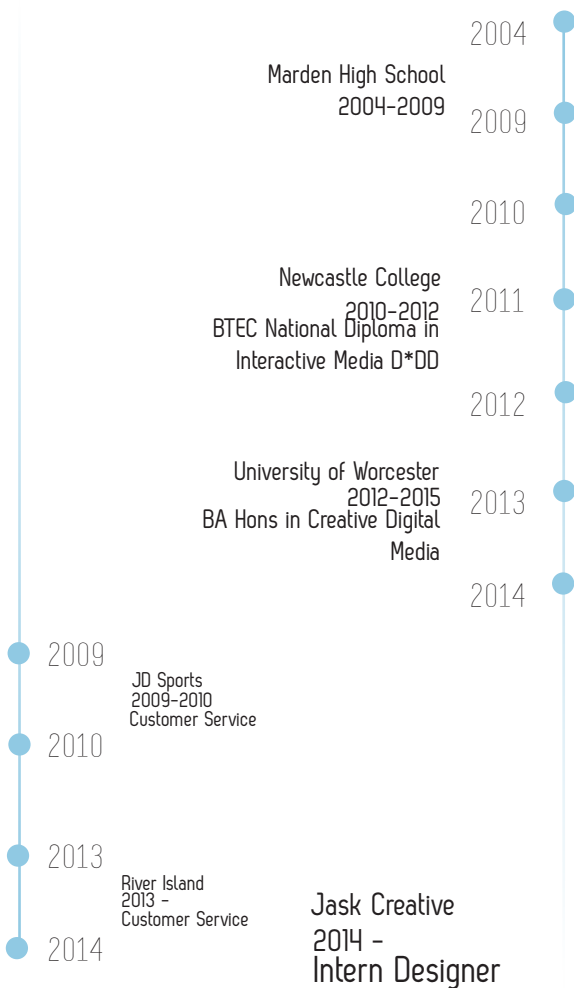 2004
Marden High School
2004-2009
2009
2010
Newcastle College
2010-2012
2011
BTEC National Diploma in
Interactive Media D*DD
2012
University of Worcester
2012-2015
2013
BA Hons in Creative Digital
Media
2014
2009
JD Sports
2009-2010
Customer Service
2010
2013
River Island
2013 -
Customer Service
2014
Jask Creative
2014 -
Intern Designer